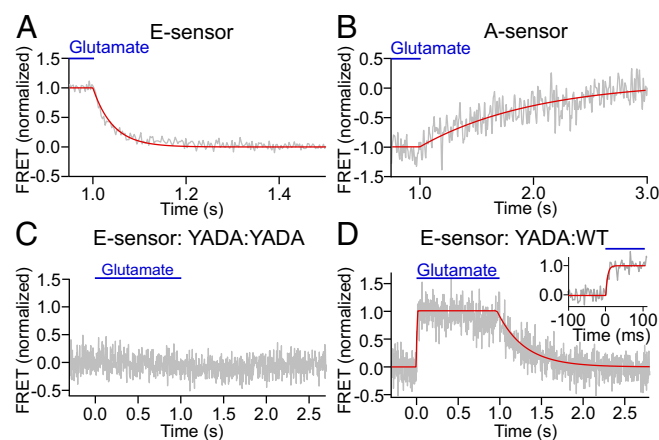 A
E-sensor
Glutamate
FRET (normalized)
1.5
1.0
0.5
0.0
-0.5
1.0
1.2
1.4
Time (s)
B
A-sensor
Glutamate
FRET (normalized)
0.5
0.0
-0.5
-1.0
-1.5
1.0
2.0
3.0
Time (s)
C
E-sensor: YADA:YADA
Glutamate
FRET (normalized)
1.5
1.0
0.5
0.0
-0.5
0.0 0.5 1.0 1.5 2.0 2.5
Time (s)
D
E-sensor: YADA:WT
Glutamate
FRET (normalized)
1.5
1.0
0.5
0.0
-0.5
0.0 0.5 1.0 1.5 2.0 2.5
Time (s)
1.0
0.0
-100 0 100
Time (ms)